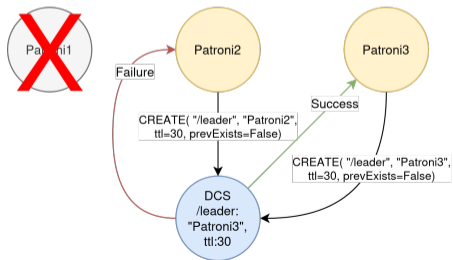 Patroni1
Patroni2
Patroni3
Failure
CREATE( "/leader", "Patroni2",
ttl=30, prevExists=False)
Success
CREATE( "/leader", "Patroni3",
ttl=30, prevExists=False)
DCS
/leader:
"Patroni3",
ttl:30